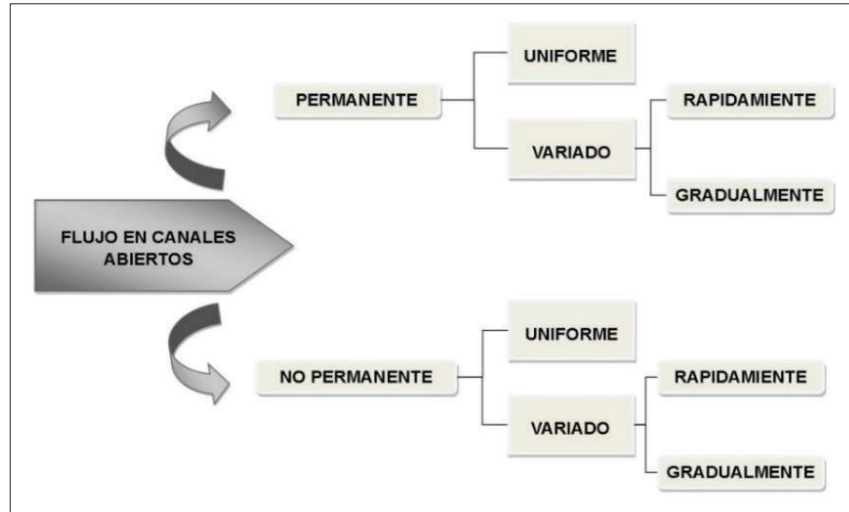 UNIFORME
PERMANENTE
RAPIDAMIENTE
VARIADO
GRADUALMENTE
FLUJO EN CANALES
ABIERTOS
UNIFORME
NO PERMANENTE
RAPIDAMIENTE
VARIADO
GRADUALMENTE